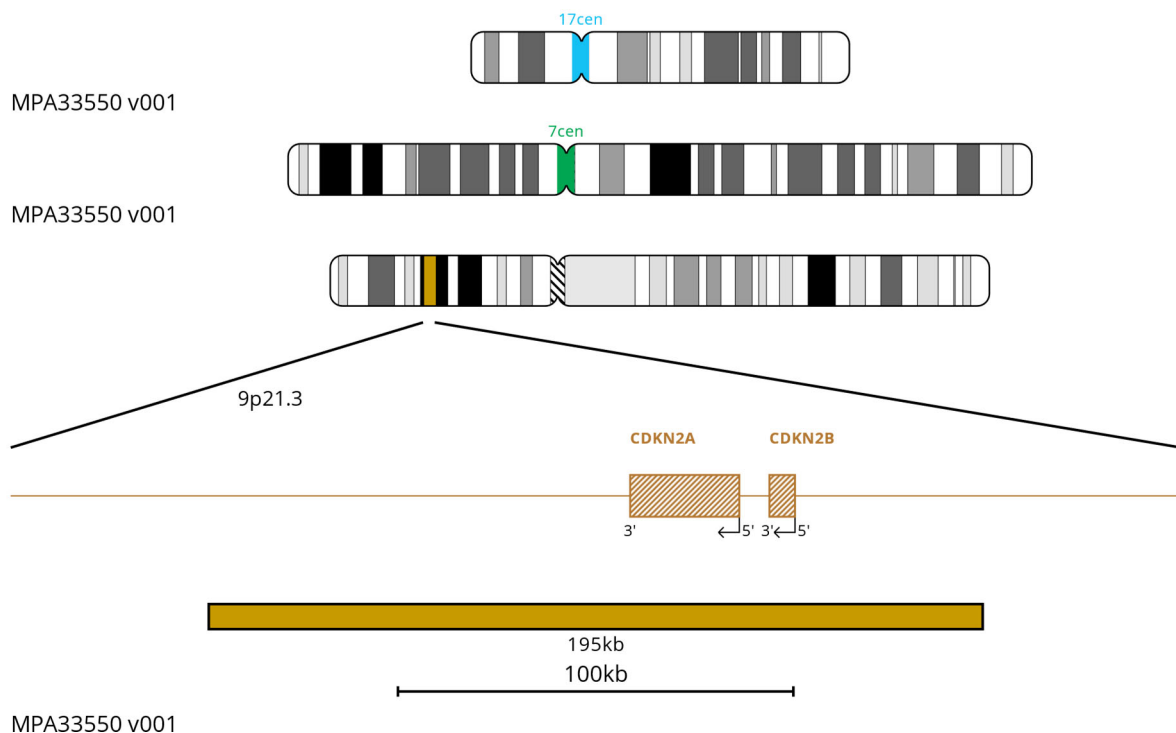 17cen
MPA33550 v001
7cen
MPA33550 v001
9p21.3
CDKN2A CDKN2B
3' 5' 3' 5'
195kb
100kb
MPA33550 v001